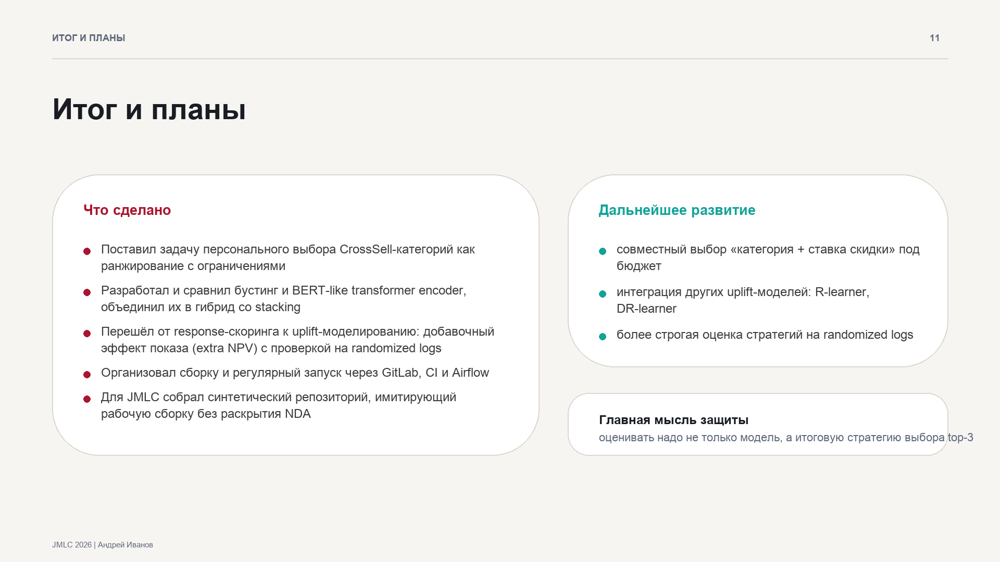 ИТОГ И ПЛАНЫ
11
Итог и планы
Что сделано
Поставил задачу персонального выбора CrossSell-категорий как
ранжирование с ограничениями
Разработал и сравнил бустинг и BERT-like transformer encoder,
объединил их в гибрид со stacking
Перешёл от response-скоринга к uplift-моделированию: добавочный
эффект показа (extra NPV) с проверкой на randomized logs
Организовал сборку и регулярный запуск через GitLab, CI и Airflow
Для JMLC собрал синтетический репозиторий, имитирующий
рабочую сборку без раскрытия NDA
Дальнейшее развитие
совместный выбор «категория + ставка скидки» под
бюджет
интеграция других uplift-моделей: R-learner,
DR-learner
более строгая оценка стратегий на randomized logs
Главная мысль защиты
оценивать надо не только модель, а итоговую стратегию выбора top-3
JMLC 2026 | Андрей Иванов